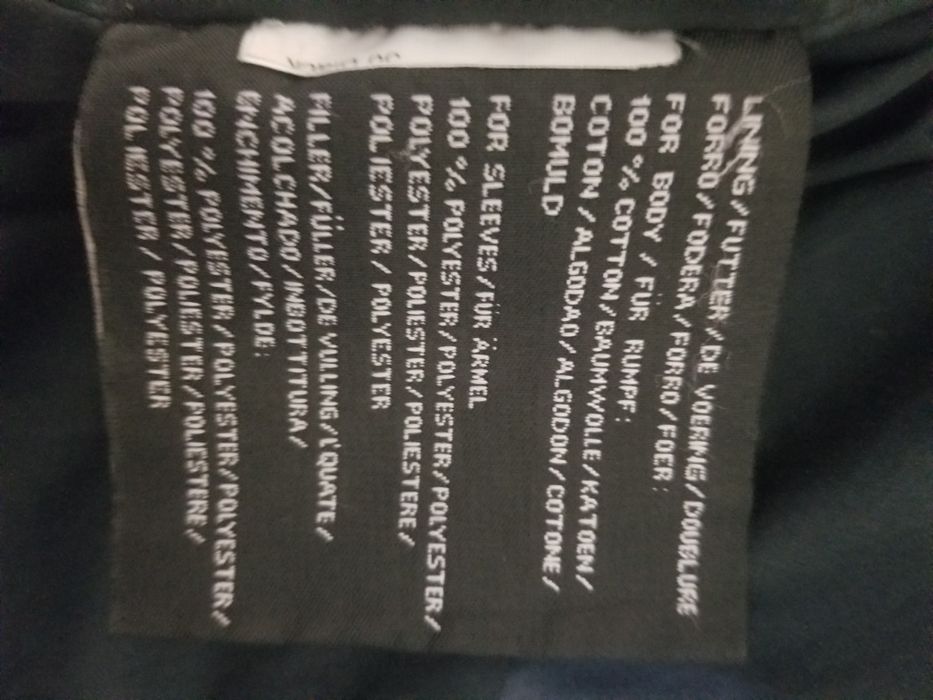 LINING/FUTTER/DE VOERING/DOUBLURE
FORRO/FODERA/FORRO/FOER:
FOR BODY / FÜR RUMPF:
100 % COTTON/BAUMWOLLE/KATOEN/
COTON/ALGODAO/ALGODON/COTONE/
BOMULD
FOR SLEEVES/FÜR ÄRMEL
100 % POLYESTER/POLYESTER/POLYESTER/
POLYESTER/POLIESTER/POLIESTERE/
POLIESTER/POLYESTER
FILLER/FÜLLER/DE VULLING/L'QUATE/
ACOLCHADO/INBOTTITURA/
ENCHIMENTO/FYLDE:
100 % POLYESTER/POLYESTER/POLYESTER/
POLYESTER/POLIESTER/POLIESTERE/
POLIESTER/ POLYESTER